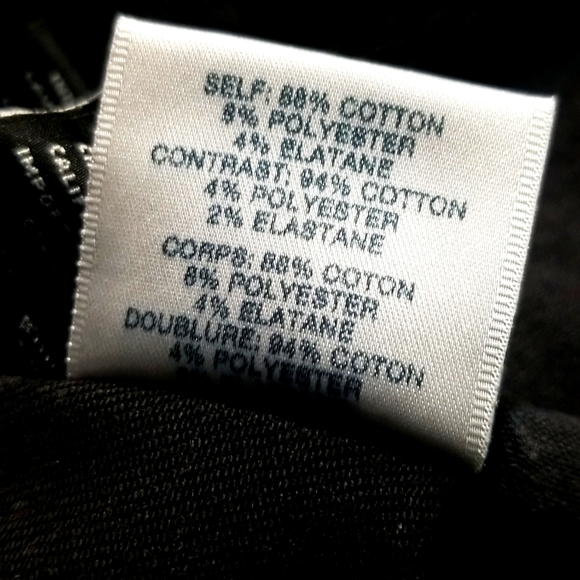 SELF: 88% COTTON
8% POLYESTER
4% ELATANE
CONTRAST: 94% COTTON
4% POLYESTER
2% ELASTANE
CORPS: 88% COTON
8% POLYESTER
4% ELATANE
DOUBLURE: 94% COTON
4% POLYESTER